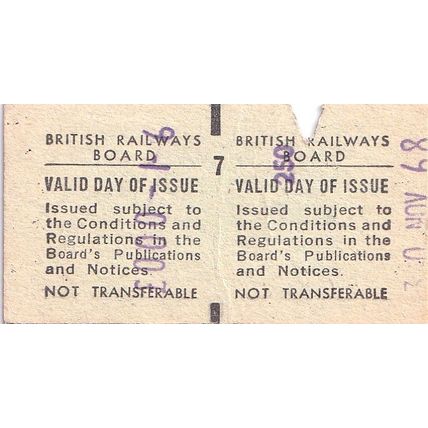 BRITISH RAILWAYS
BOARD
VALID DAY OF ISSUE
Issued subject to
the Conditions and
Regulations in the
Board's Publications
and Notices.
NOT TRANSFERABLE
7
BRITISH RAILWAYS
BOARD
VALID DAY OF ISSUE
Issued subject to
the Conditions and
Regulations in the
Board's Publications
and Notices.
NOT TRANSFERABLE
250